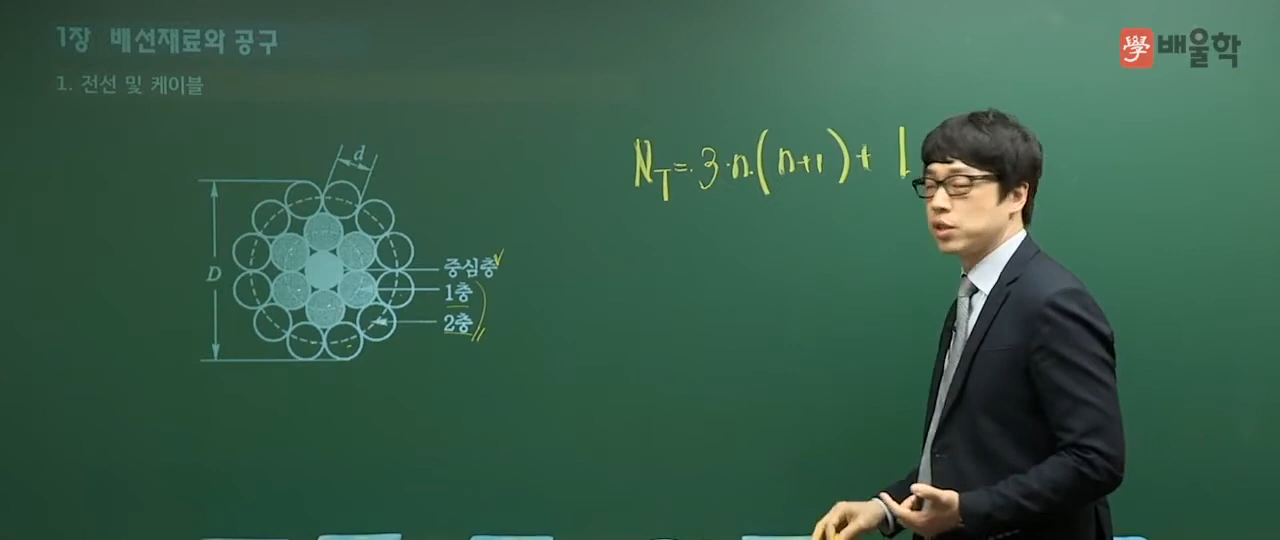 1장 배선재료와 공구
學배울학
1. 전선 및 케이블
d
N_T = 3·n(n+1) + 1
D
중심층
1층
2층